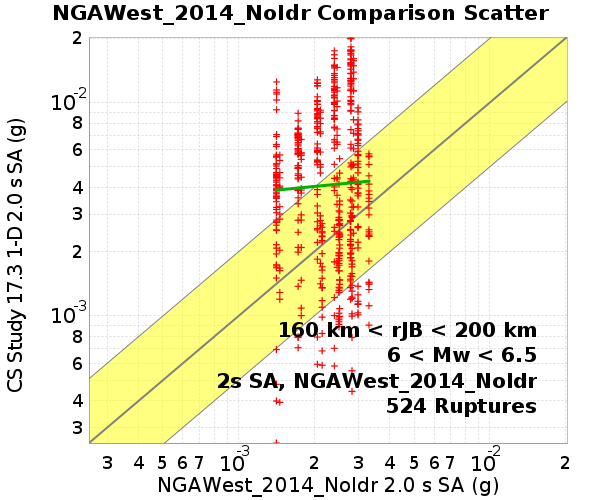 NGAWest_2014_NoIdr Comparison Scatter
CS Study 17.3 1-D 2.0 s SA (g)
2
10-2
8
6
4
3
2
10-3
8
6
4
3
160 km < rJB < 200 km
6 < Mw < 6.5
2s SA, NGAWest_2014_NoIdr
524 Ruptures
3 4 5 6 7 10-3 2 3 4 5 6 7 10-2 2
NGAWest_2014_NoIdr 2.0 s SA (g)